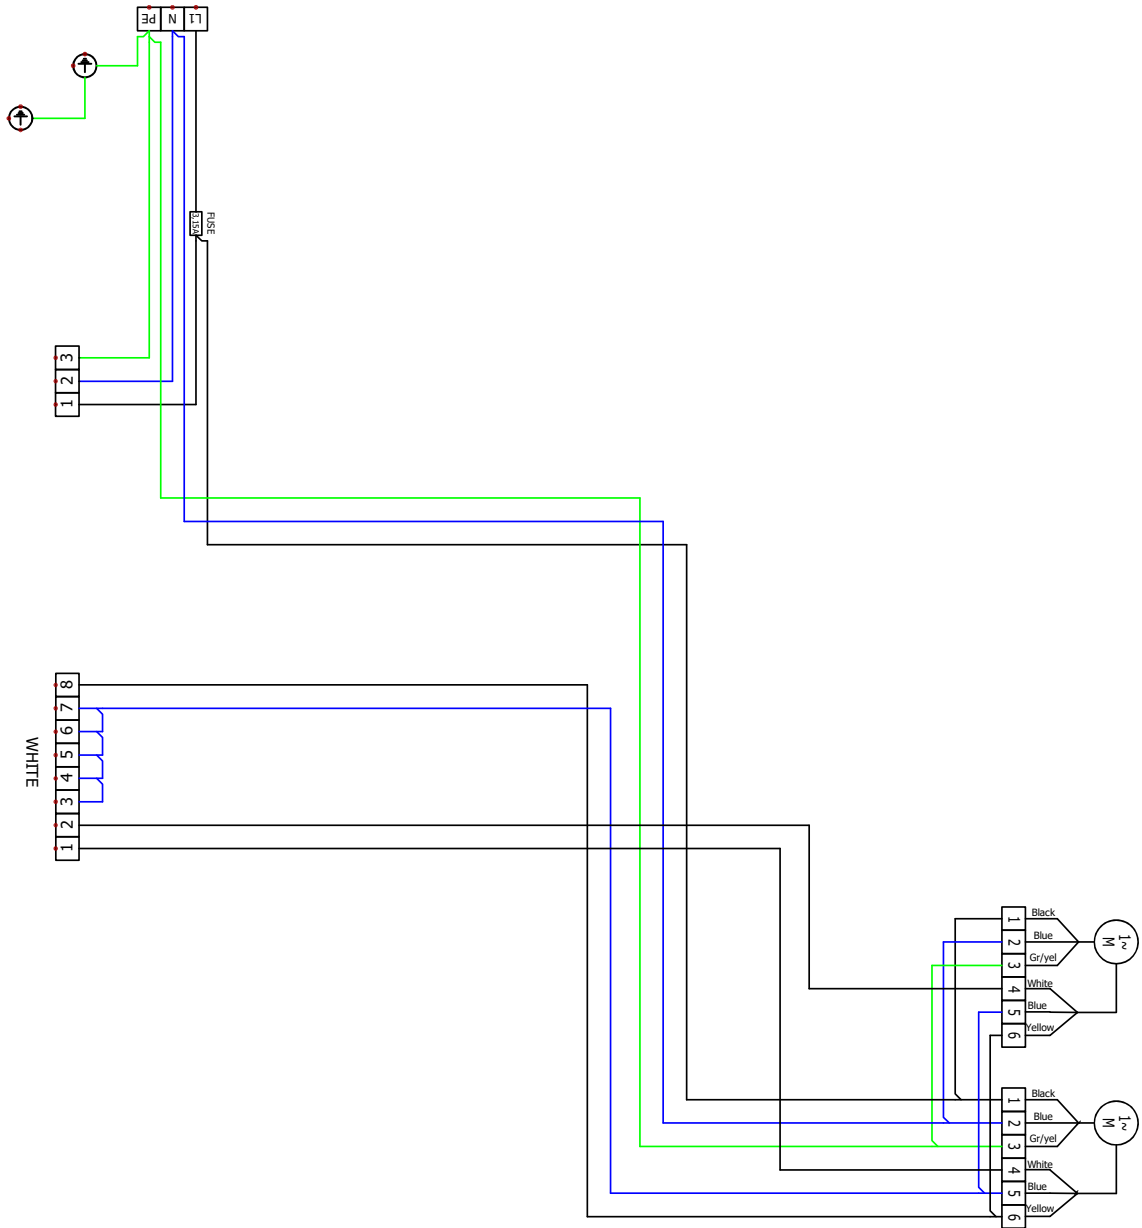 PE N L1
FUSE
3.15A
3
2
1
8
7
6
5
4
3
2
1
WHITE
1 Black
2 Blue
3 Gr/yel
4 White
5 Blue
6 Yellow
1~
M
1 Black
2 Blue
3 Gr/yel
4 White
5 Blue
6 Yellow
1~
M